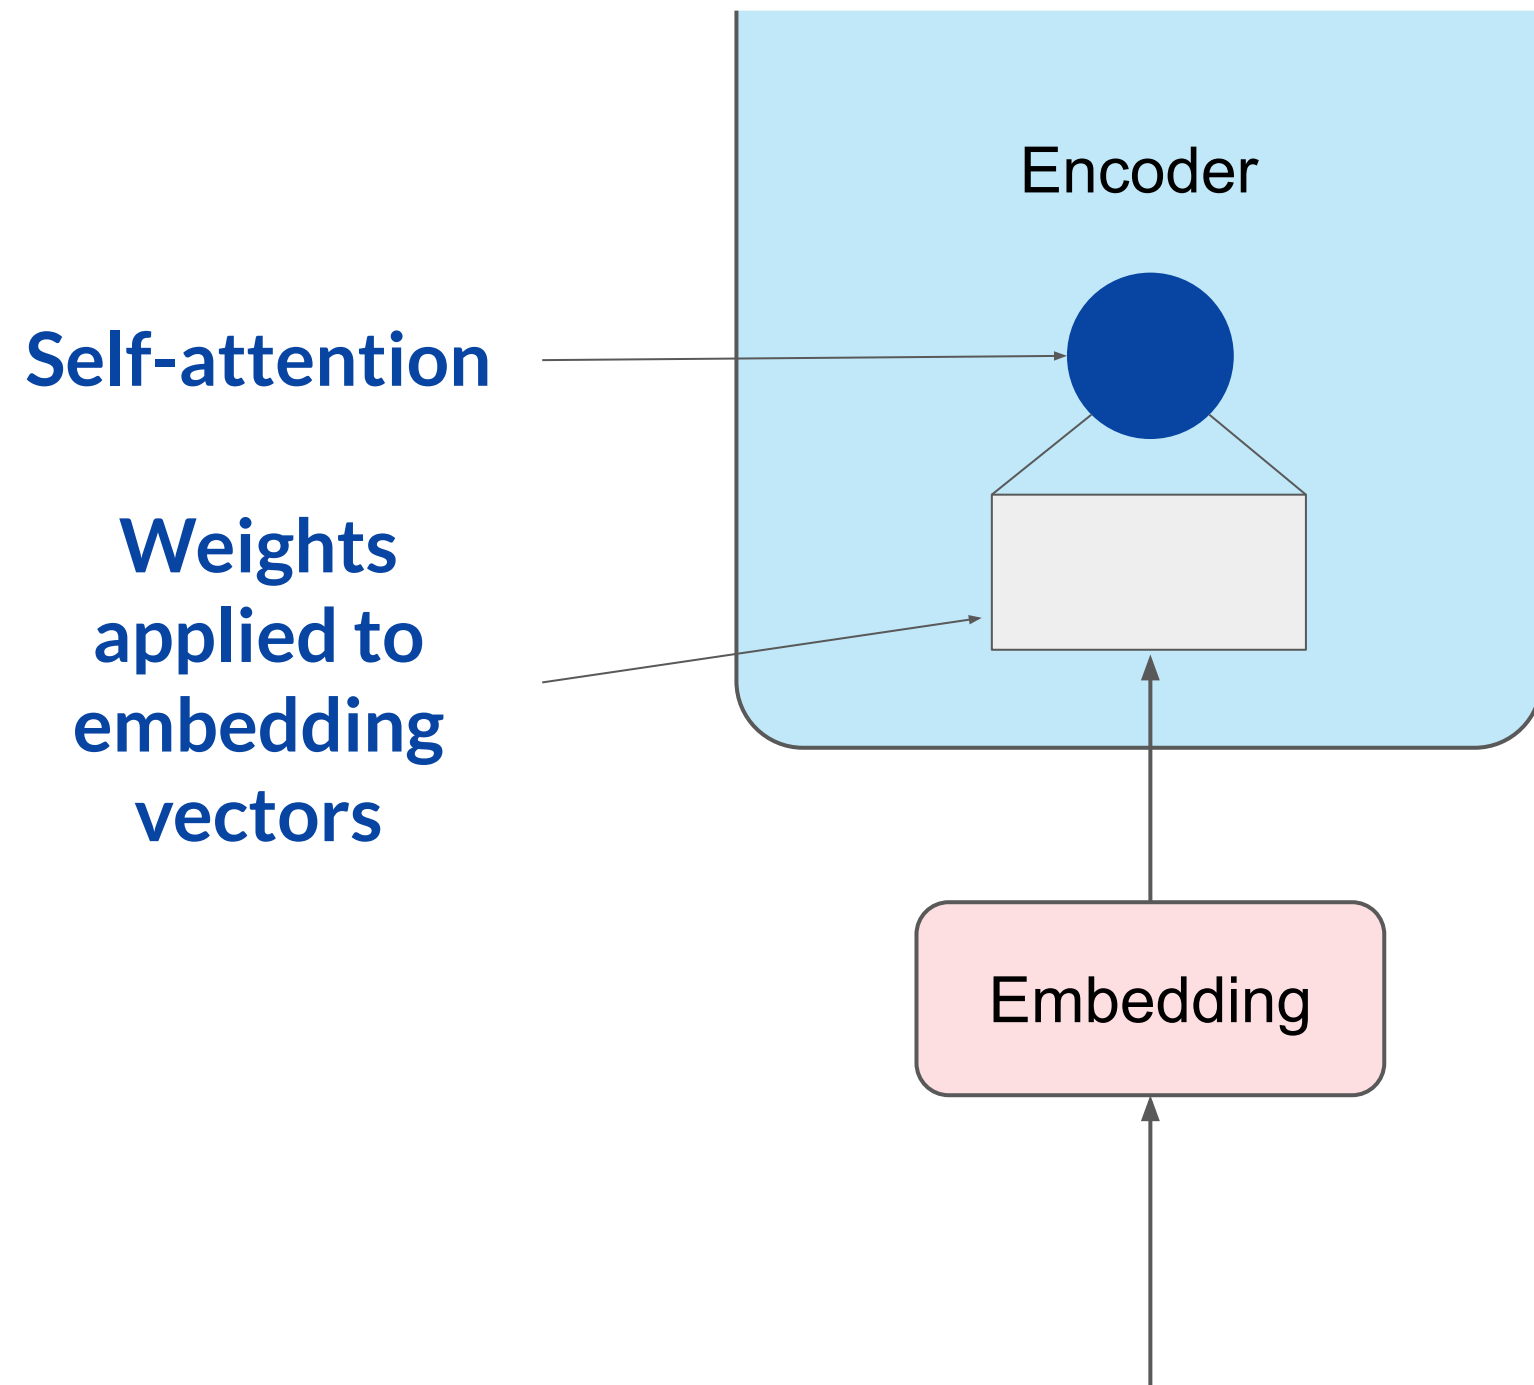 Encoder
Self-attention
Weights
applied to
embedding
vectors
Embedding